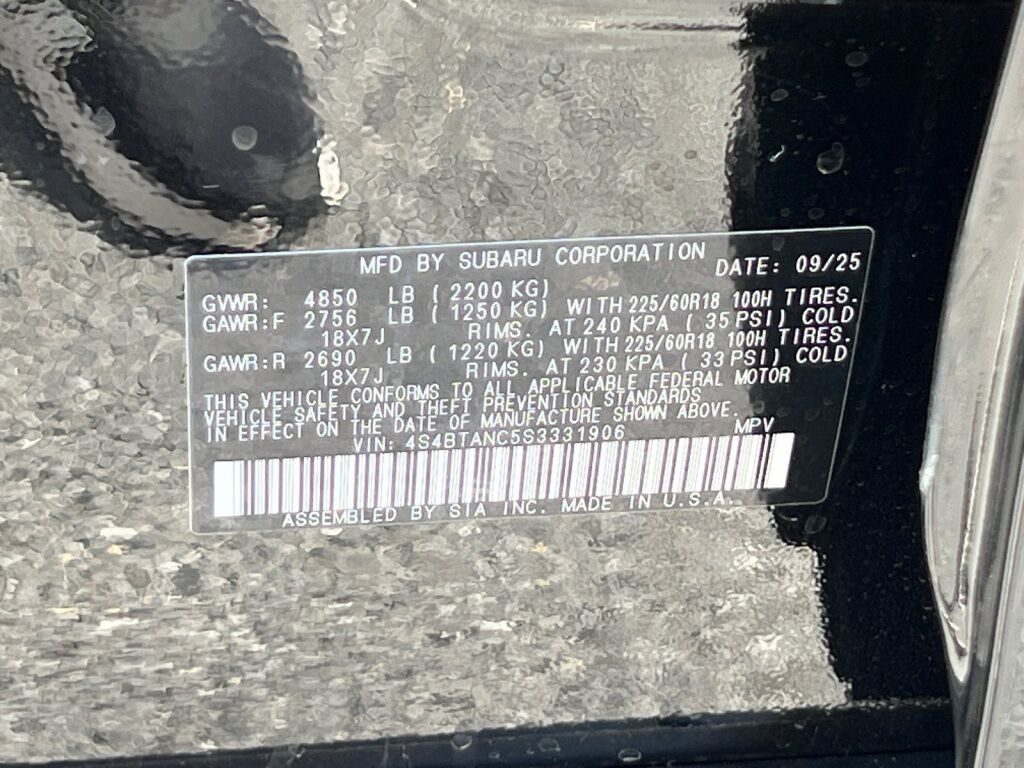 MFD BY SUBARU CORPORATION DATE: 09/25
GVWR: 4850 LB ( 2200 KG)
GAWR:F 2756 LB ( 1250 KG) WITH 225/60R18 100H TIRES.
18X7J RIMS. AT 240 KPA ( 35 PSI) COLD
GAWR:R 2690 LB ( 1220 KG) WITH 225/60R18 100H TIRES.
18X7J RIMS. AT 230 KPA ( 33 PSI) COLD
THIS VEHICLE CONFORMS TO ALL APPLICABLE FEDERAL MOTOR
VEHICLE SAFETY AND THEFT PREVENTION STANDARDS
IN EFFECT ON THE DATE OF MANUFACTURE SHOWN ABOVE.
VIN: 4S4BTANC5S3331906 MPV
ASSEMBLED BY SIA INC. MADE IN U.S.A.